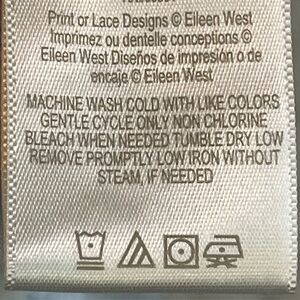 Print or Lace Designs © Eileen West
Imprimez ou dentelle conceptions ©
Eileen West Diseños de impresión o de
encaje © Eileen West
MACHINE WASH COLD WITH LIKE COLORS
GENTLE CYCLE ONLY NON CHLORINE
BLEACH WHEN NEEDED TUMBLE DRY LOW
REMOVE PROMPTLY LOW IRON WITHOUT
STEAM, IF NEEDED